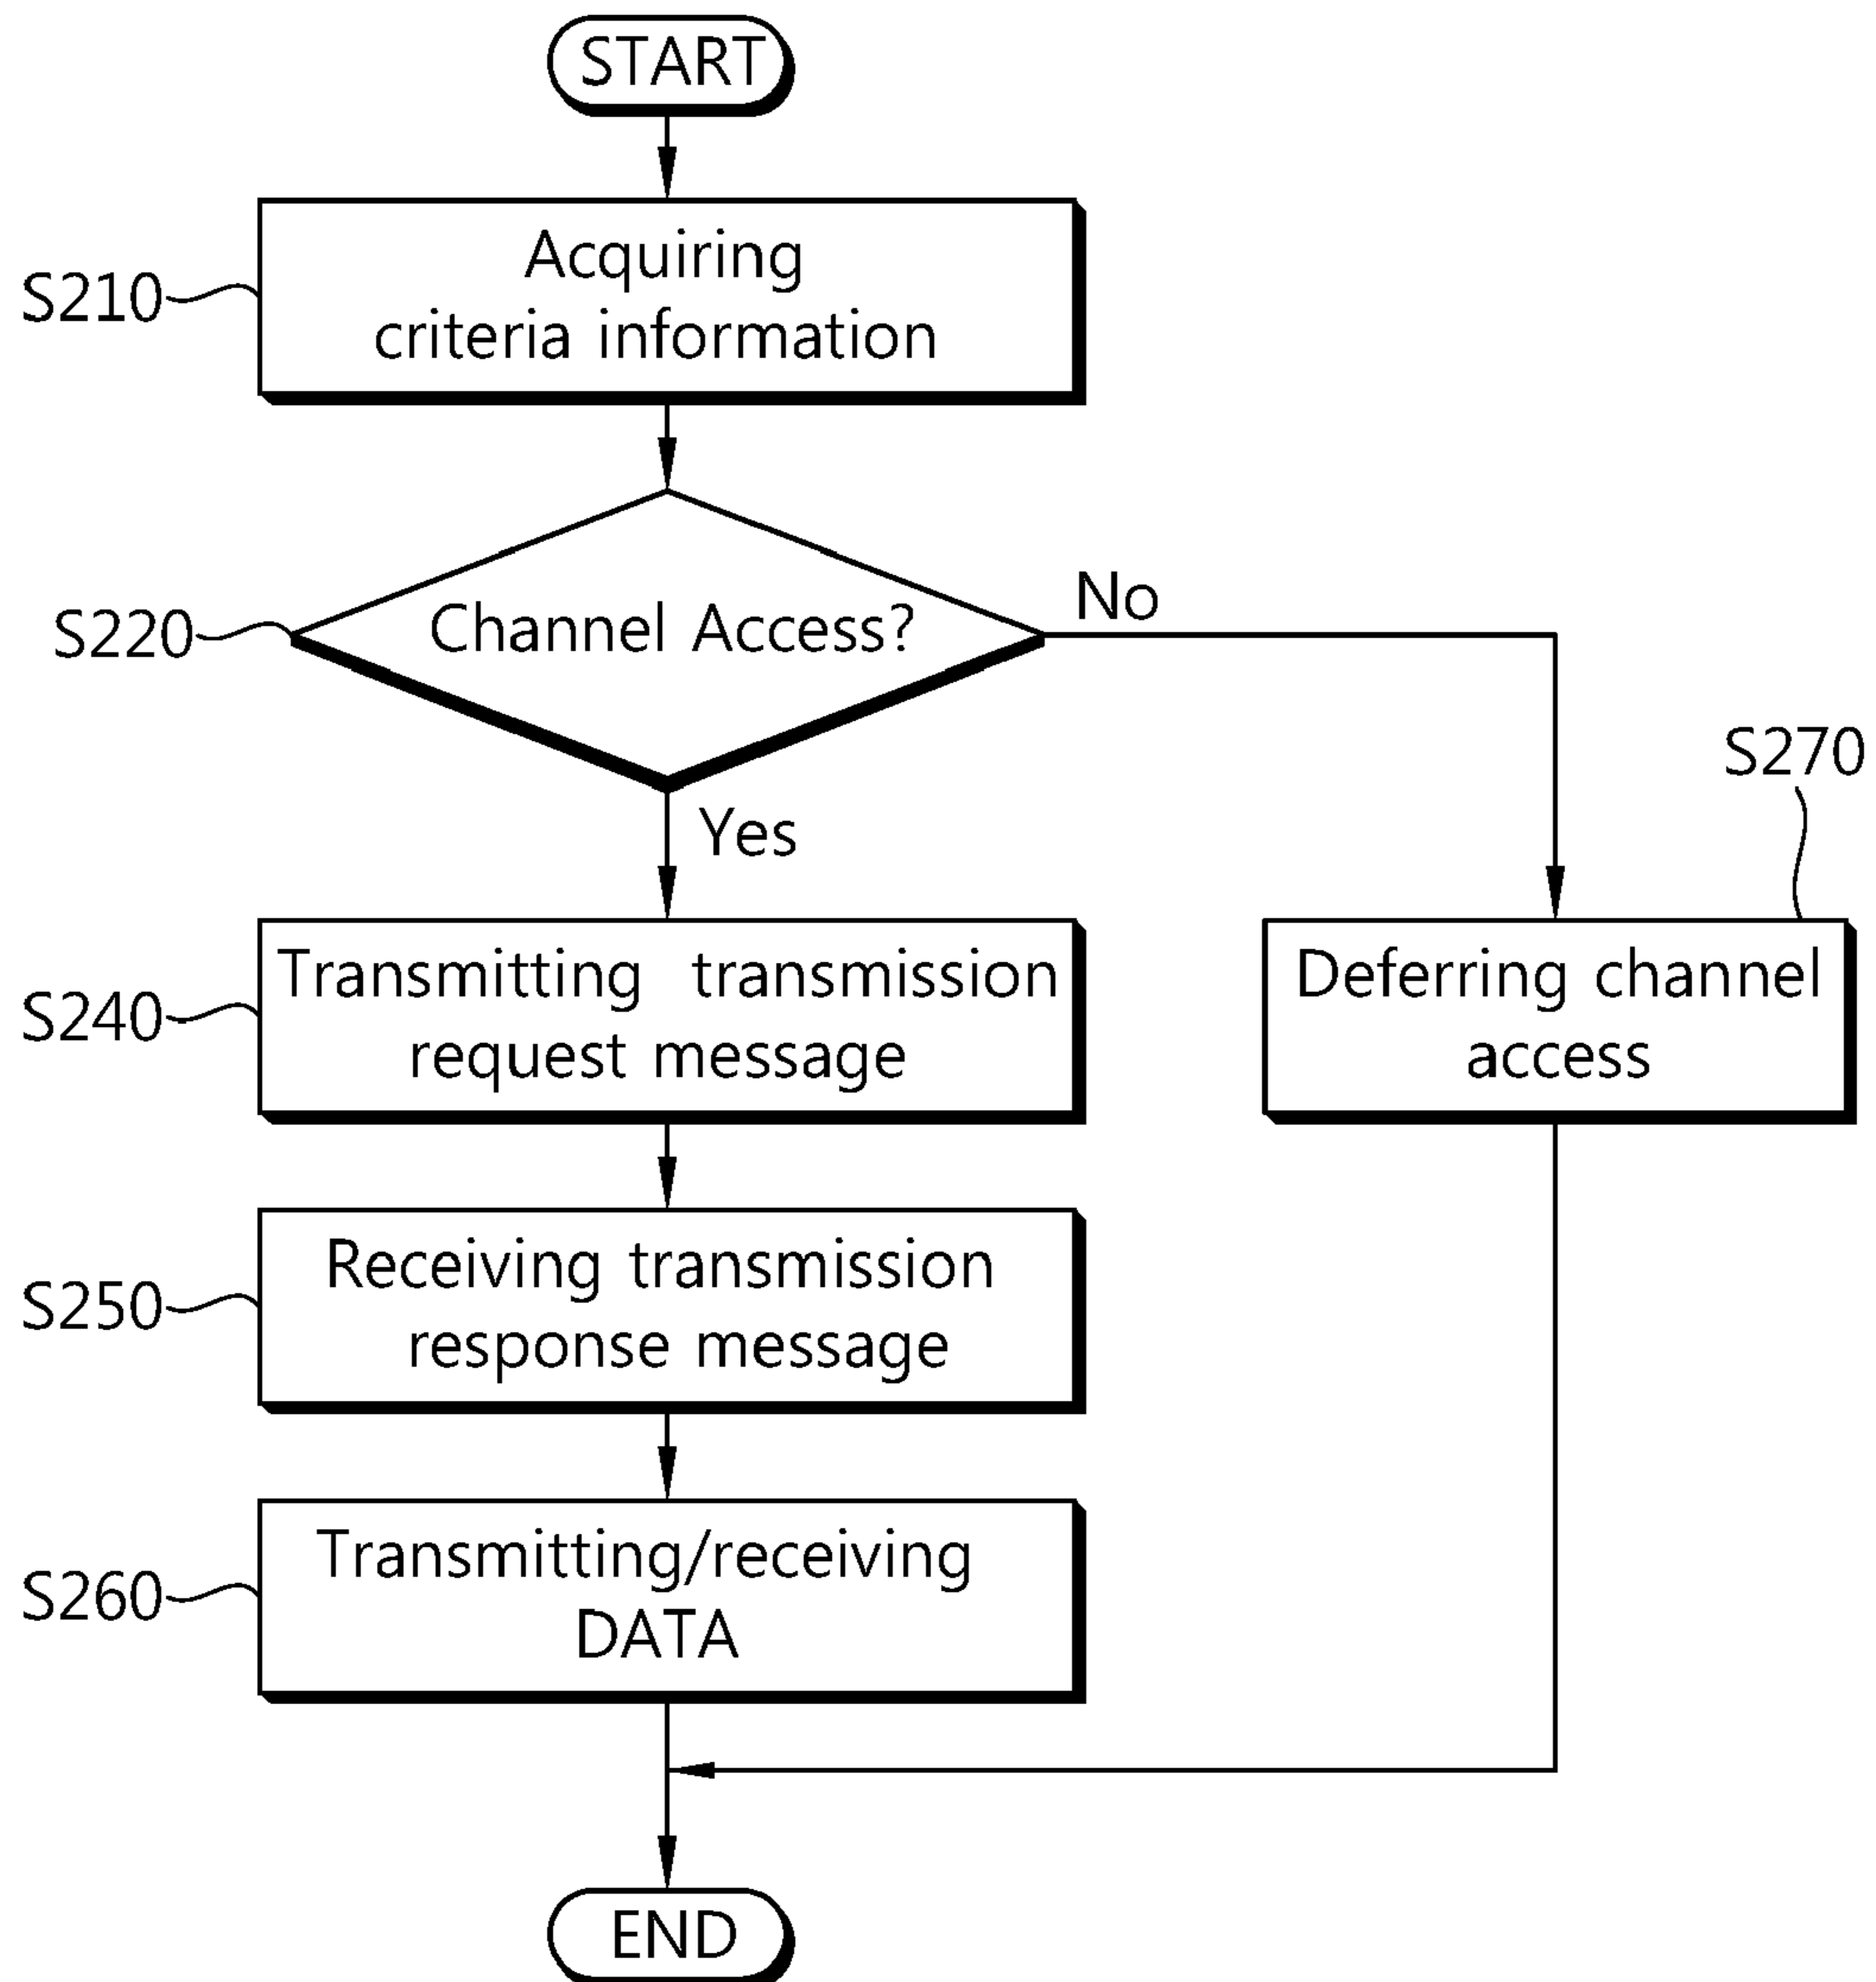 START
S210
Acquiring
criteria information
S220
Channel Access?
No
Yes
S270
S240
Transmitting transmission
request message
Deferring channel
access
S250
Receiving transmission
response message
S260
Transmitting/receiving
DATA
END